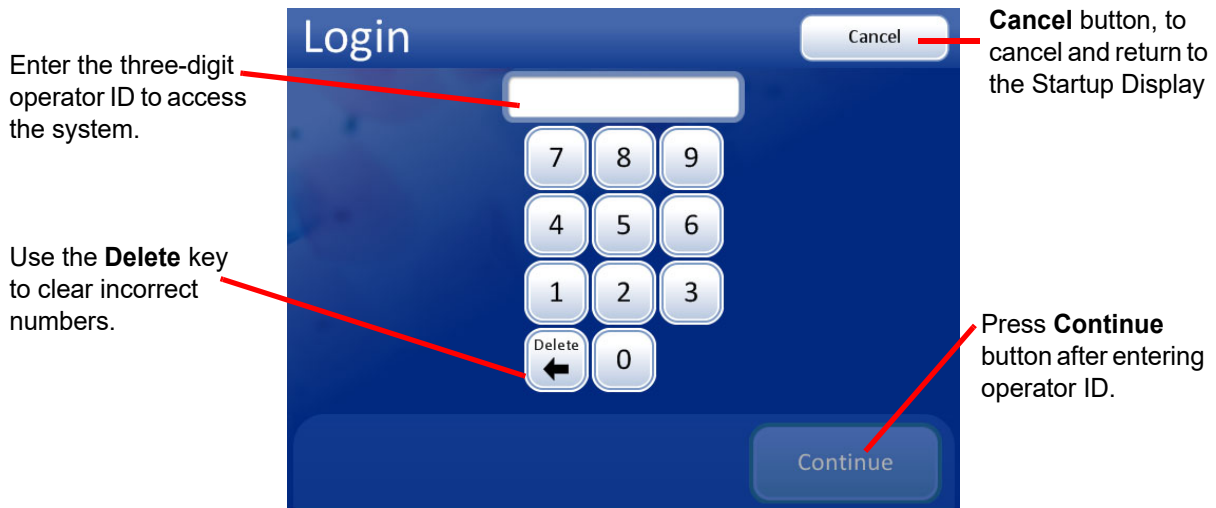 Login
Cancel
Cancel button, to
cancel and return to
the Startup Display
Enter the three-digit
operator ID to access
the system.
7 8 9
4 5 6
Use the Delete key
to clear incorrect
numbers.
1 2 3
Delete
0
Press Continue
button after entering
operator ID.
Continue